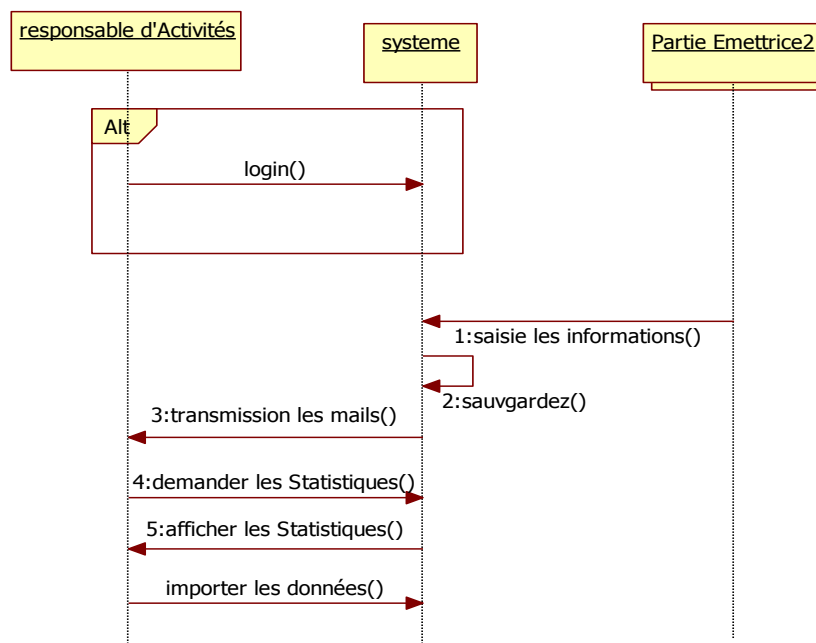 responsable d'Activités
systeme
Partie Emettrice2
Alt
login()
1:saisie les informations()
2:sauvgardez()
3:transmission les mails()
4:demander les Statistiques()
5:afficher les Statistiques()
importer les données()